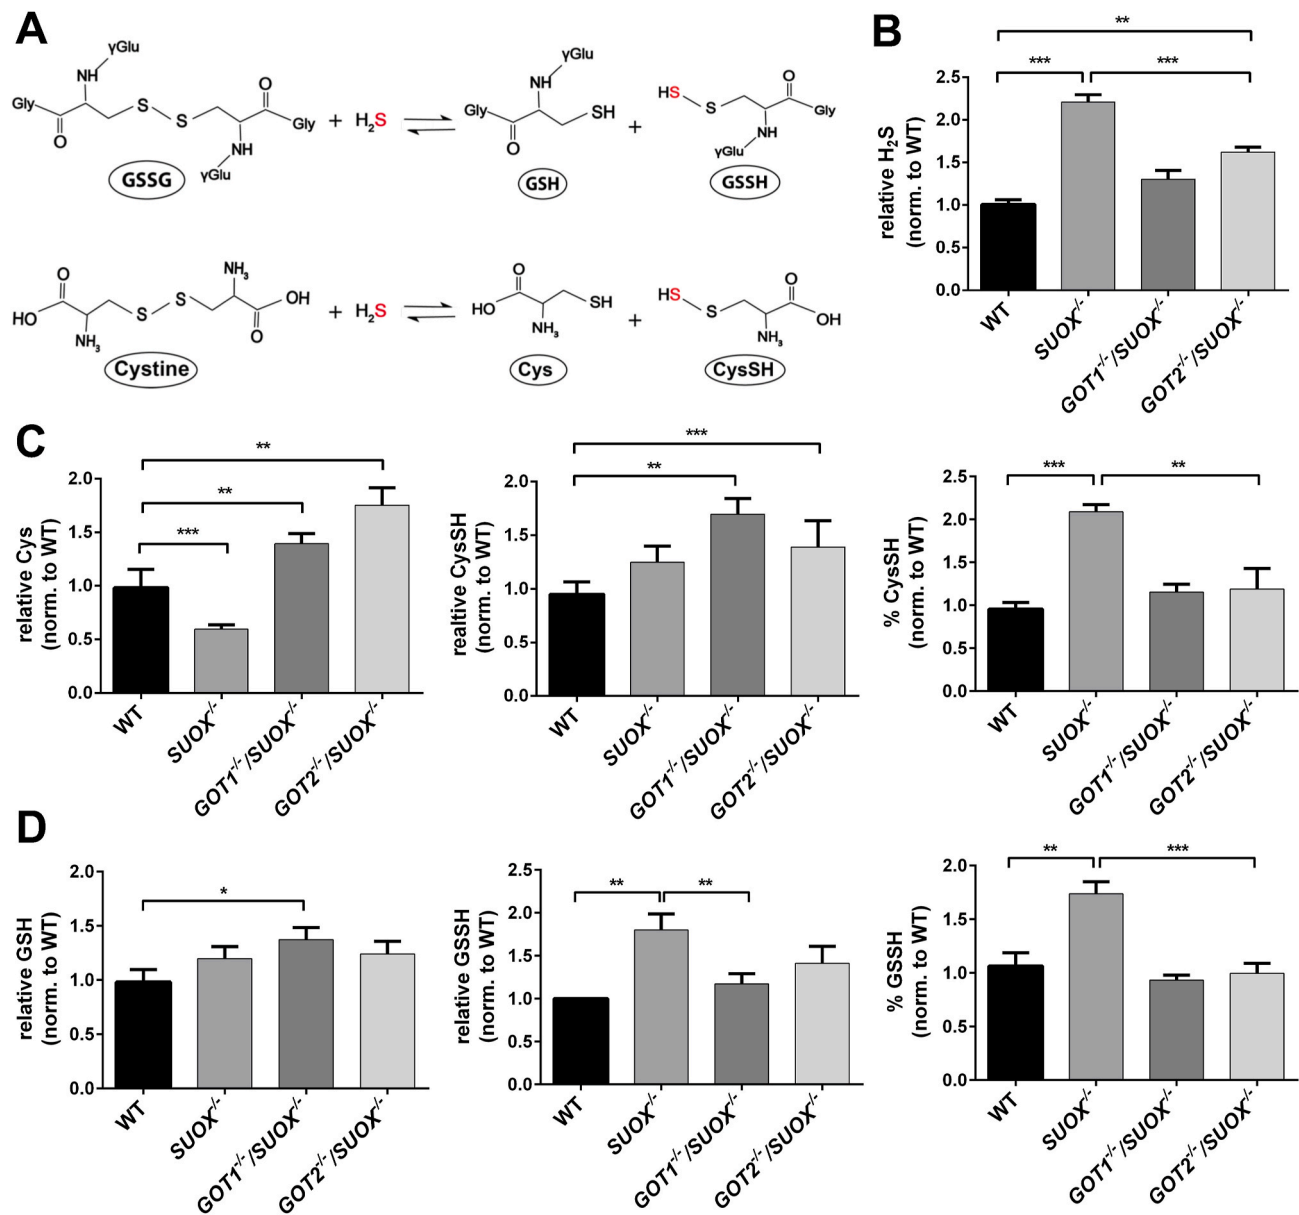 A
γGlu
NH
Gly
O
S
S
O
Gly
NH
γGlu
GSSG
+ H₂S
γGlu
NH
Gly
O
SH
GSH
+
HS
S
O
Gly
NH
γGlu
GSSH
O
HO
NH₃
S
S
NH₃
OH
O
Cystine
+ H₂S
O
HO
SH
NH₃
Cys
+
HS
S
O
OH
NH₃
CysSH
B
**
***
***
relative H₂S
(norm. to WT)
2.5
2.0
1.5
1.0
0.5
0.0
WT
SUOX⁻/⁻
GOT1⁻/⁻/SUOX⁻/⁻
GOT2⁻/⁻/SUOX⁻/⁻
C
**
**
***
relative Cys
(norm. to WT)
2.0
1.5
1.0
0.5
0.0
WT
SUOX⁻/⁻
GOT1⁻/⁻/SUOX⁻/⁻
GOT2⁻/⁻/SUOX⁻/⁻
***
**
realtive CysSH
(norm. to WT)
2.0
1.5
1.0
0.5
0.0
WT
SUOX⁻/⁻
GOT1⁻/⁻/SUOX⁻/⁻
GOT2⁻/⁻/SUOX⁻/⁻
***
**
% CysSH
(norm. to WT)
2.5
2.0
1.5
1.0
0.5
0.0
WT
SUOX⁻/⁻
GOT1⁻/⁻/SUOX⁻/⁻
GOT2⁻/⁻/SUOX⁻/⁻
D
*
relative GSH
(norm. to WT)
2.0
1.5
1.0
0.5
0.0
WT
SUOX⁻/⁻
GOT1⁻/⁻/SUOX⁻/⁻
GOT2⁻/⁻/SUOX⁻/⁻
**
**
relative GSSH
(norm. to WT)
2.5
2.0
1.5
1.0
0.5
0.0
WT
SUOX⁻/⁻
GOT1⁻/⁻/SUOX⁻/⁻
GOT2⁻/⁻/SUOX⁻/⁻
**
***
% GSSH
(norm. to WT)
2.0
1.5
1.0
0.5
0.0
WT
SUOX⁻/⁻
GOT1⁻/⁻/SUOX⁻/⁻
GOT2⁻/⁻/SUOX⁻/⁻